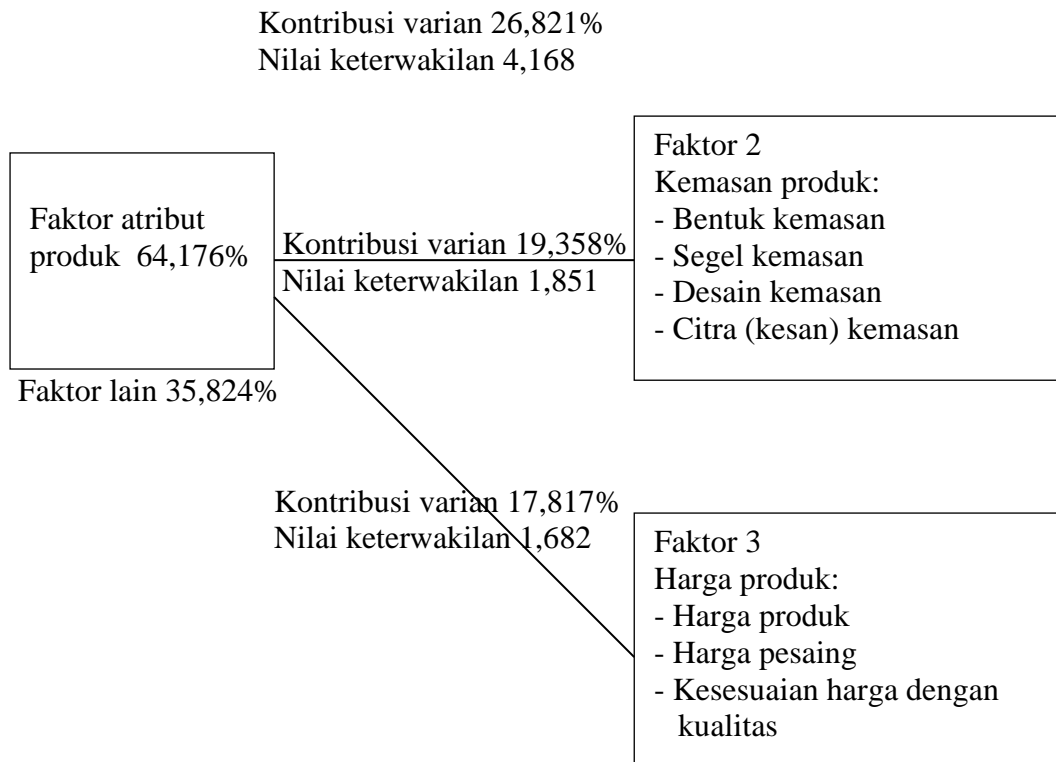 Kontribusi varian 26,821%
Nilai keterwakilan 4,168
Faktor atribut
produk 64,176%
Faktor lain 35,824%
Kontribusi varian 19,358%
Nilai keterwakilan 1,851
Faktor 2
Kemasan produk:
- Bentuk kemasan
- Segel kemasan
- Desain kemasan
- Citra (kesan) kemasan
Kontribusi varian 17,817%
Nilai keterwakilan 1,682
Faktor 3
Harga produk:
- Harga produk
- Harga pesaing
- Kesesuaian harga dengan
kualitas